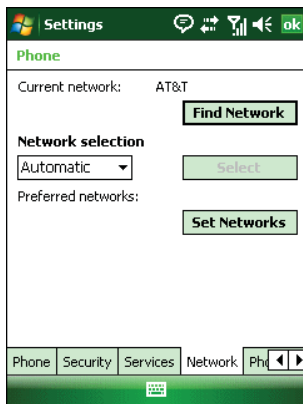 Settings
ok
Phone
Current network: AT&T
Find Network
Network selection
Automatic
Select
Preferred networks:
Set Networks
Phone Security Services Network